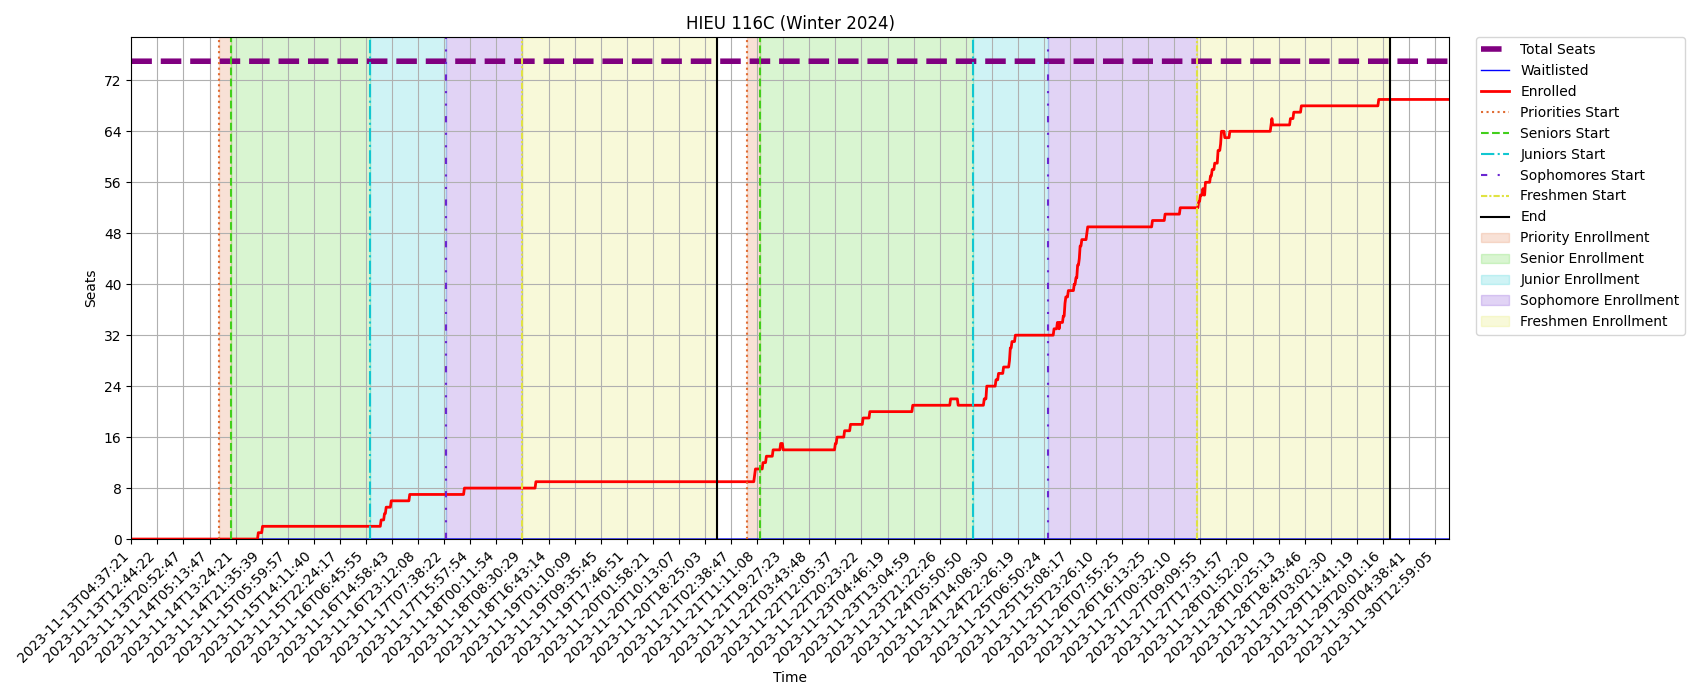 HIEU 116C (Winter 2024)
Seats
72
64
56
48
40
32
24
16
8
0
2023-11-13T04:37:21
2023-11-13T12:44:22
2023-11-13T20:52:47
2023-11-14T05:13:47
2023-11-14T13:24:21
2023-11-14T21:35:39
2023-11-15T05:59:57
2023-11-15T14:11:40
2023-11-15T22:24:17
2023-11-16T06:45:55
2023-11-16T14:58:43
2023-11-16T23:12:08
2023-11-17T07:38:22
2023-11-17T15:57:54
2023-11-18T00:11:54
2023-11-18T08:30:29
2023-11-18T16:43:14
2023-11-19T01:10:09
2023-11-19T09:35:45
2023-11-19T17:46:51
2023-11-20T01:58:21
2023-11-20T10:13:07
2023-11-20T18:25:03
2023-11-21T02:38:47
2023-11-21T11:11:08
2023-11-21T19:27:23
2023-11-22T03:43:48
2023-11-22T12:05:37
2023-11-22T20:23:22
2023-11-23T04:46:19
2023-11-23T13:04:59
2023-11-23T21:22:26
2023-11-24T05:50:50
2023-11-24T14:08:30
2023-11-24T22:26:19
2023-11-25T06:50:24
2023-11-25T15:08:17
2023-11-25T23:26:10
2023-11-26T07:55:25
2023-11-26T16:13:25
2023-11-27T00:32:10
2023-11-27T09:09:55
2023-11-27T17:31:57
2023-11-28T01:52:20
2023-11-28T10:25:13
2023-11-28T18:43:46
2023-11-29T03:02:30
2023-11-29T11:41:19
2023-11-29T20:01:16
2023-11-30T04:38:41
2023-11-30T12:59:05
Time
Total Seats
Waitlisted
Enrolled
Priorities Start
Seniors Start
Juniors Start
Sophomores Start
Freshmen Start
End
Priority Enrollment
Senior Enrollment
Junior Enrollment
Sophomore Enrollment
Freshmen Enrollment